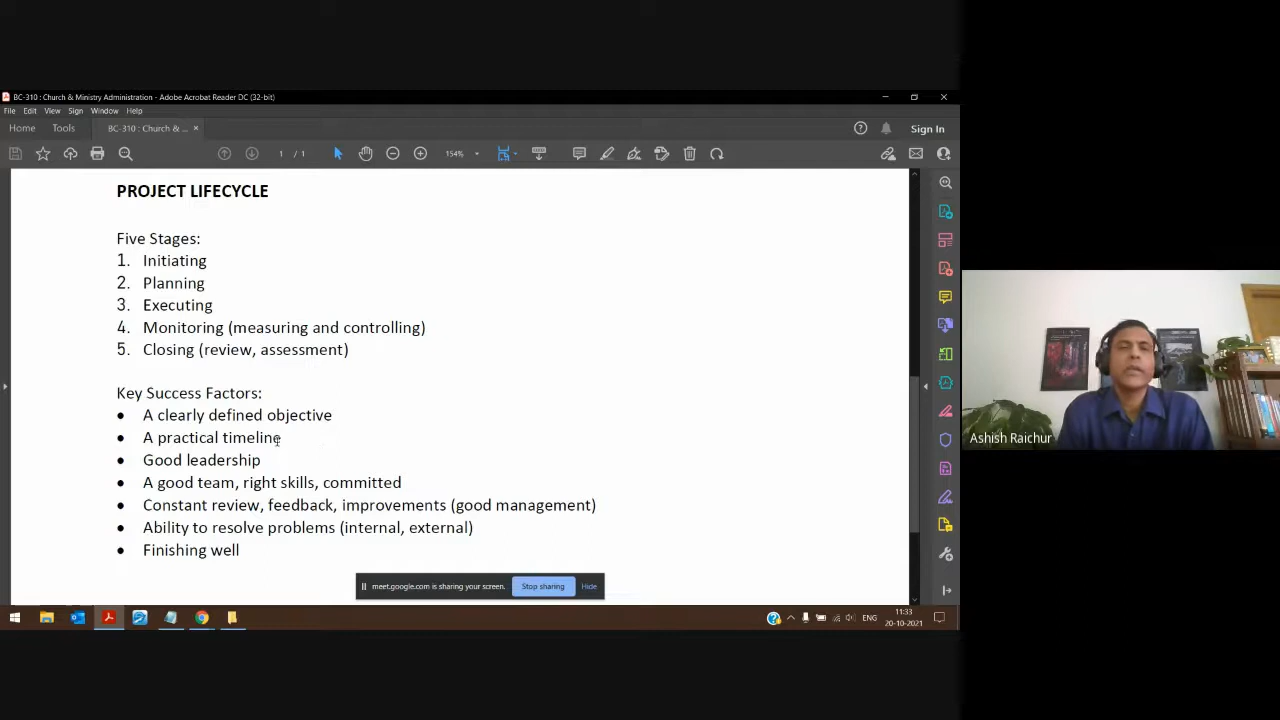 BC-310 : Church & Ministry Administration - Adobe Acrobat Reader DC (32-bit)
File Edit View Sign Window Help
Home Tools BC-310 : Church & ... × Sign In
1 / 1 154%
PROJECT LIFECYCLE
Five Stages:
1. Initiating
2. Planning
3. Executing
4. Monitoring (measuring and controlling)
5. Closing (review, assessment)
Key Success Factors:
• A clearly defined objective
• A practical timeline
• Good leadership
• A good team, right skills, committed
• Constant review, feedback, improvements (good management)
• Ability to resolve problems (internal, external)
• Finishing well
meet.google.com is sharing your screen. Stop sharing Hide
ENG
11:33
20-10-2021
Ashish Raichur